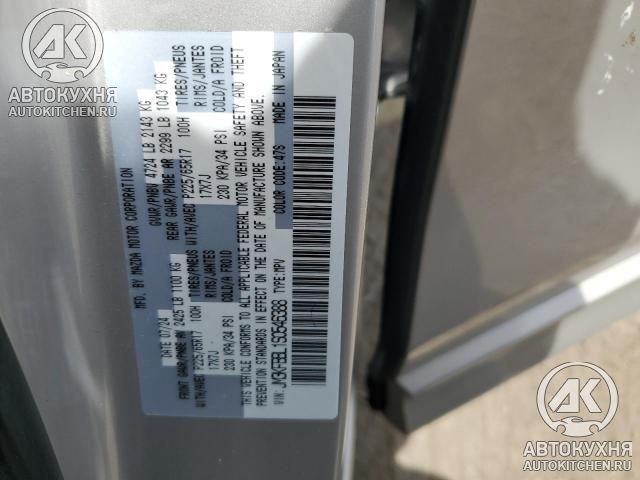 MFD. BY MAZDA MOTOR CORPORATION
DATE 07/24 GVWR/PNBV 4724 LB 2143 KG
FRONT GAWR/PNBE AV 2425 LB 1100 KG REAR GAWR/PNBE AR 2299 LB 1043 KG
WITH/AVEC P225/65R17 100H TIRES/PNEUS WITH/AVEC P225/65R17 100H TIRES/PNEUS
17X7J RIMS/JANTES 17X7J RIMS/JANTES
230 KPA/34 PSI COLD/A FROID 230 KPA/34 PSI COLD/A FROID
THIS VEHICLE CONFORMS TO ALL APPLICABLE FEDERAL MOTOR VEHICLE SAFETY AND THEFT
PREVENTION STANDARDS IN EFFECT ON THE DATE OF MANUFACTURE SHOWN ABOVE.
TYPE:MPV COLOR CODE:47S MADE IN JAPAN
VIN:
АВТОКУХНЯ
AUTOKITCHEN.RU
АВТОКУХНЯ
AUTOKITCHEN.RU